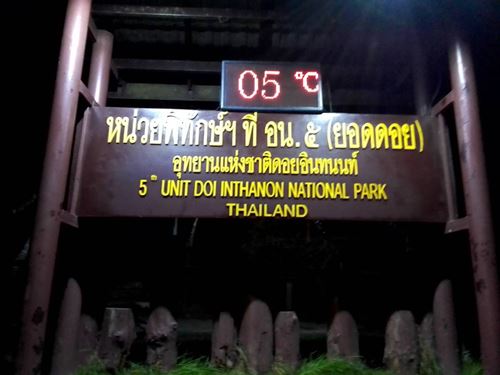 05 °C
หน่วยพิทักษ์ฯ ที่ อน. ๕ (ยอดดอย)
อุทยานแห่งชาติดอยอินทนนท์
5 th UNIT DOI INTHANON NATIONAL PARK
THAILAND